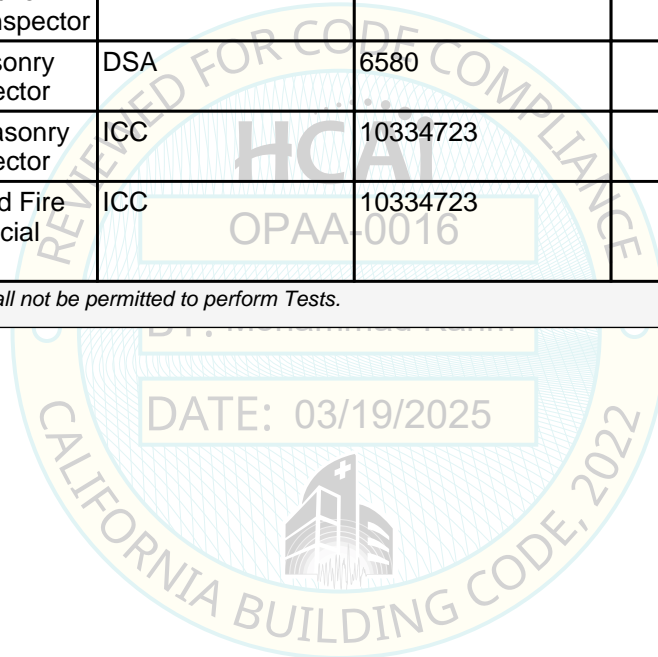 nspector
sonry DSA 6580
ector
asonry ICC 10334723
ector
d Fire ICC 10334723
cial
all not be permitted to perform Tests.
REVIEWED FOR CODE COMPLIANCE
HCAI
OPAA-0016
DATE: 03/19/2025
CALIFORNIA BUILDING CODE, 2022